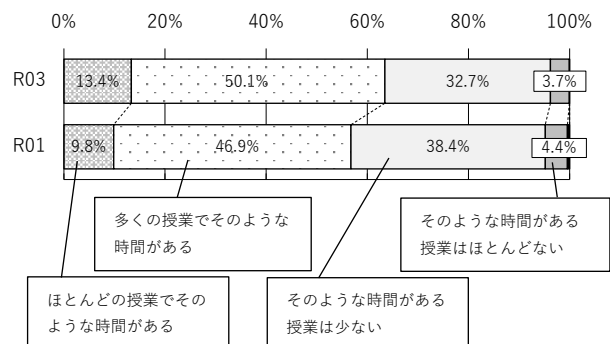 0% 20% 40% 60% 80% 100%
R03 13.4% 50.1% 32.7% 3.7%
R01 9.8% 46.9% 38.4% 4.4%
多くの授業でそのような
時間がある
そのような時間がある
授業はほとんどない
ほとんどの授業でその
ような時間がある
そのような時間がある
授業は少ない